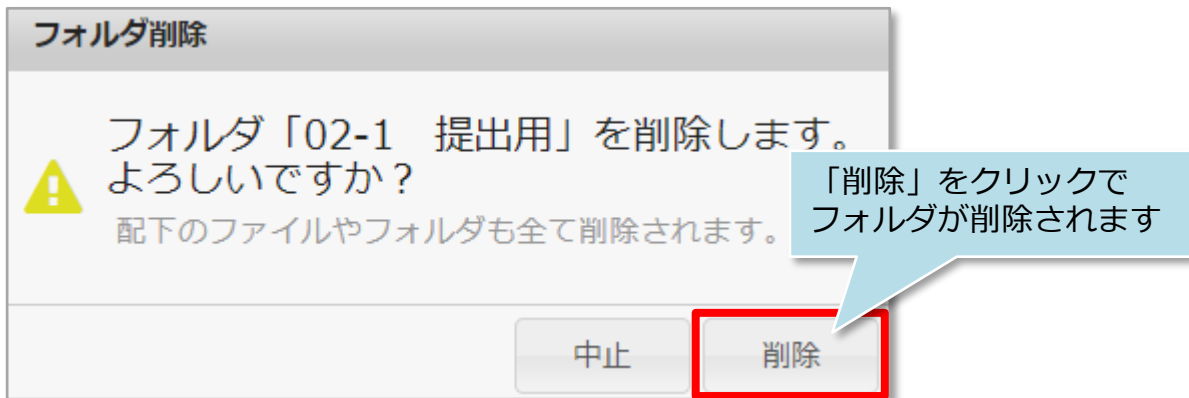 フォルダ削除
フォルダ「02-1　提出用」を削除します。
よろしいですか？
配下のファイルやフォルダも全て削除されます。
「削除」をクリックで
フォルダが削除されます
中止
削除